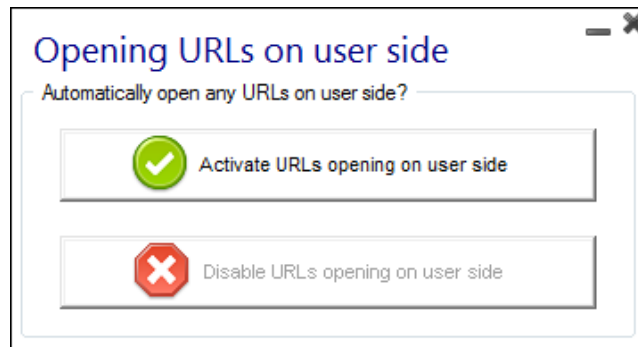 Opening URLs on user side
Automatically open any URLs on user side?
Activate URLs opening on user side
Disable URLs opening on user side